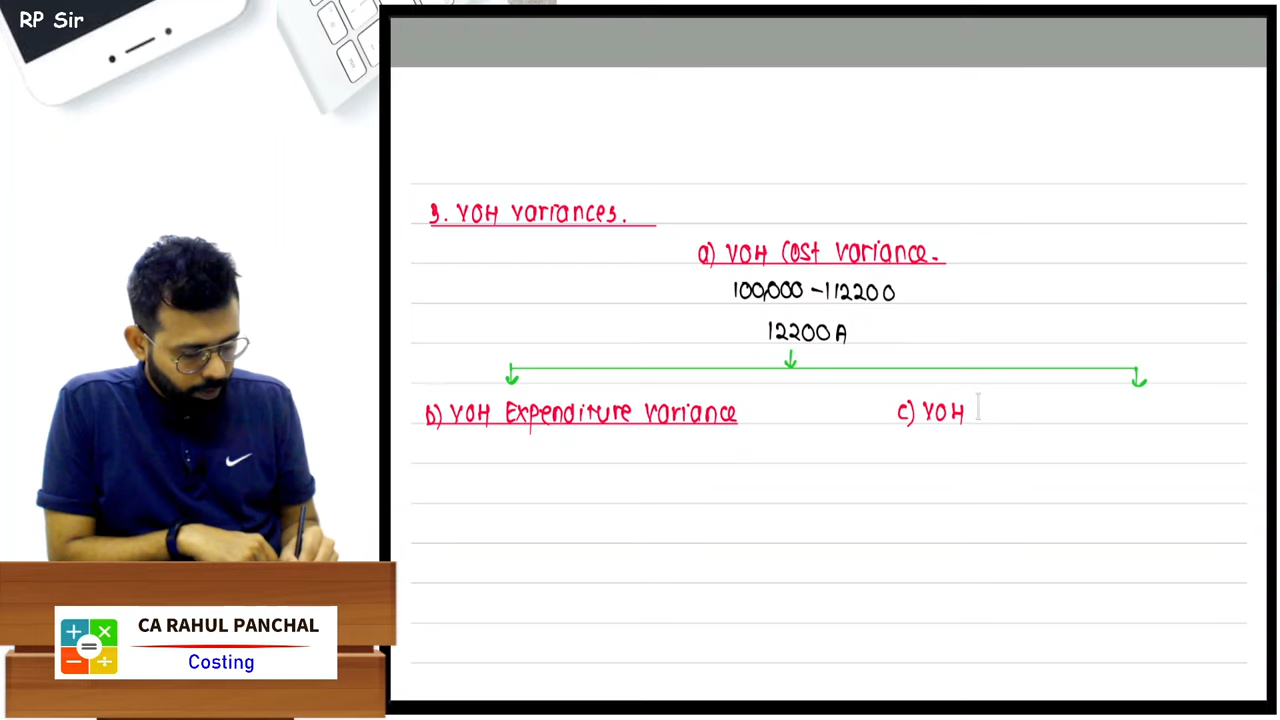 RP Sir
3. VOH Variances.
a) VOH Cost Variance.
100,000 - 112200
12200 A
b) VOH Expenditure Variance
c) VOH
CA RAHUL PANCHAL
Costing